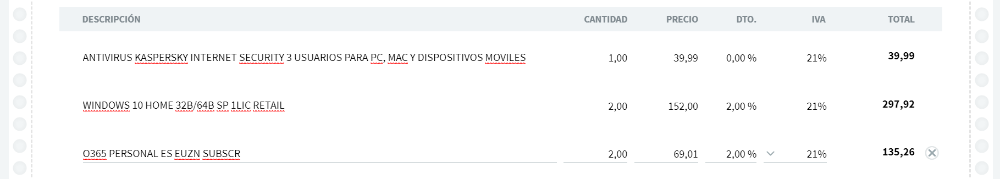 DESCRIPCIÓN CANTIDAD PRECIO DTO. IVA TOTAL
ANTIVIRUS KASPERSKY INTERNET SECURITY 3 USUARIOS PARA PC, MAC Y DISPOSITIVOS MOVILES 1,00 39,99 0,00 % 21% 39,99
WINDOWS 10 HOME 32B/64B SP 1LIC RETAIL 2,00 152,00 2,00 % 21% 297,92
O365 PERSONAL ES EUZN SUBSCR 2,00 69,01 2,00 % 21% 135,26